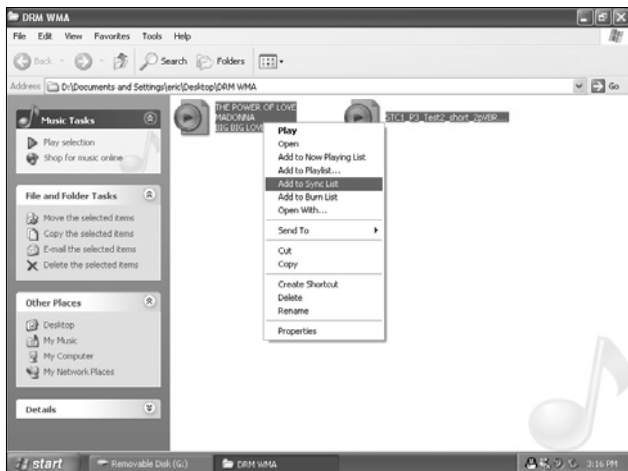 DRM WMA
File Edit View Favorites Tools Help
Back Search Folders
Address D:\Documents and Settings\eric\Desktop\DRM WMA Go
Music Tasks
Play selection
Shop for music online
File and Folder Tasks
Move the selected items
Copy the selected items
E-mail the selected items
Delete the selected items
Other Places
Desktop
My Music
My Computer
My Network Places
Details
THE POWER OF LOVE
MADONNA
BIG BIG LOV
STC1_P3_Test2_short_2pVBR...
Play
Open
Add to Now Playing List
Add to Playlist...
Add to Sync List
Add to Burn List
Open With...
Send To
Cut
Copy
Create Shortcut
Delete
Rename
Properties
start Removable Disk (G:) DRM WMA 3:16 PM